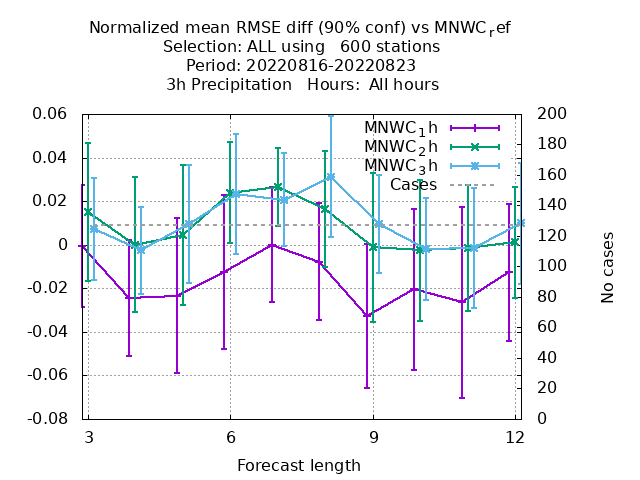 Normalized mean RMSE diff (90% conf) vs MNWC_ref
Selection: ALL using   600 stations
Period: 20220816-20220823
3h Precipitation   Hours:  All hours
MNWC_1h
MNWC_2h
MNWC_3h
Cases
0.06
0.04
0.02
0
-0.02
-0.04
-0.06
-0.08
200
180
160
140
120
100
80
60
40
20
0
No cases
3 6 9 12
Forecast length